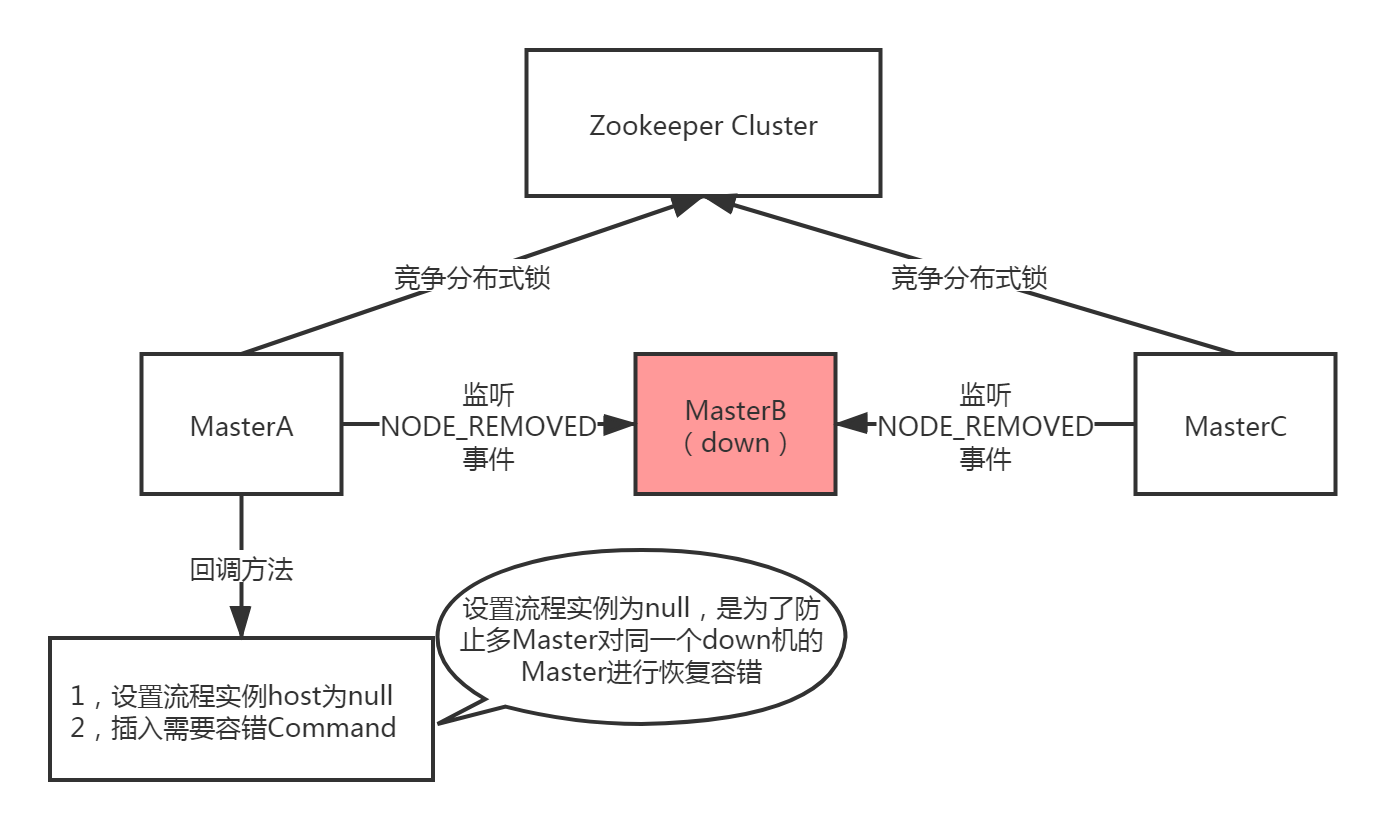 Zookeeper Cluster
竞争分布式锁
竞争分布式锁
MasterA
监听
NODE_REMOVED
事件
MasterB
（down）
监听
NODE_REMOVED
事件
MasterC
回调方法
设置流程实例为null，是为了防
止多Master对同一个down机的
Master进行恢复容错
1，设置流程实例host为null
2，插入需要容错Command